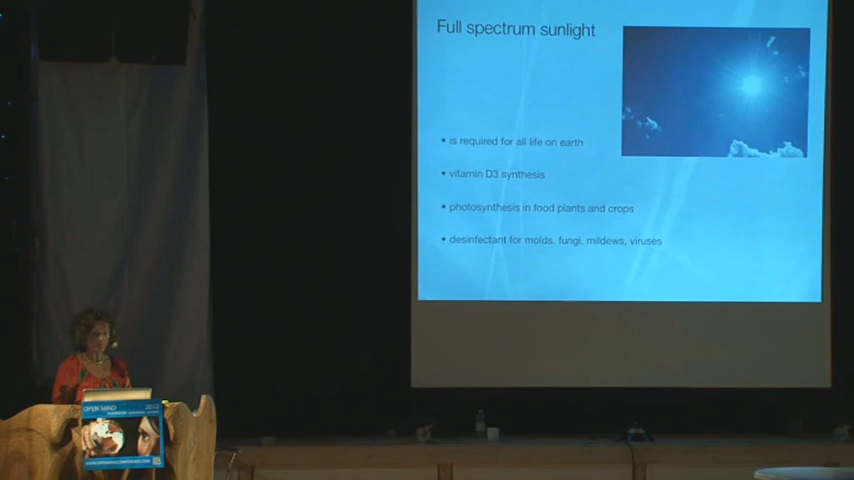 Full spectrum sunlight
• is required for all life on earth
• vitamin D3 synthesis
• photosynthesis in food plants and crops
• desinfectant for molds, fungi, mildews, viruses
OPEN MIND 2012